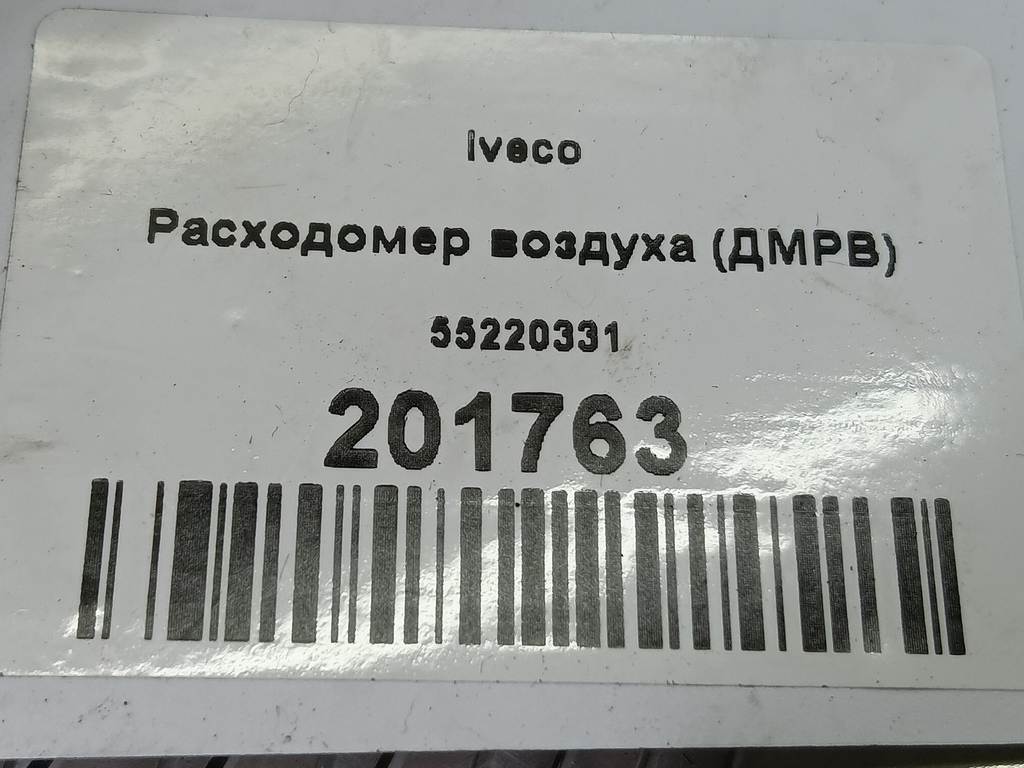 Iveco
Расходомер воздуха (ДМРВ)
55220331
201763